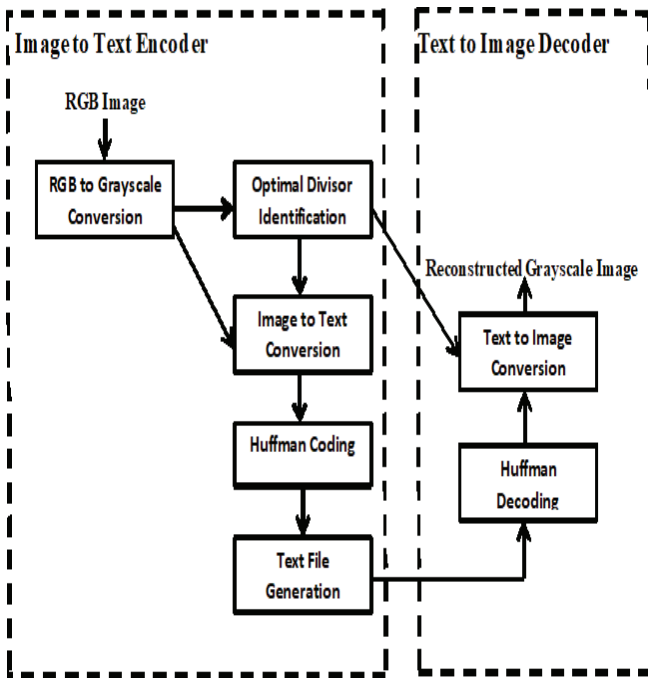 Image to Text Encoder
RGB Image
RGB to Grayscale
Conversion
Optimal Divisor
Identification
Image to Text
Conversion
Huffman Coding
Text File
Generation
Text to Image Decoder
Reconstructed Grayscale Image
Text to Image
Conversion
Huffman
Decoding